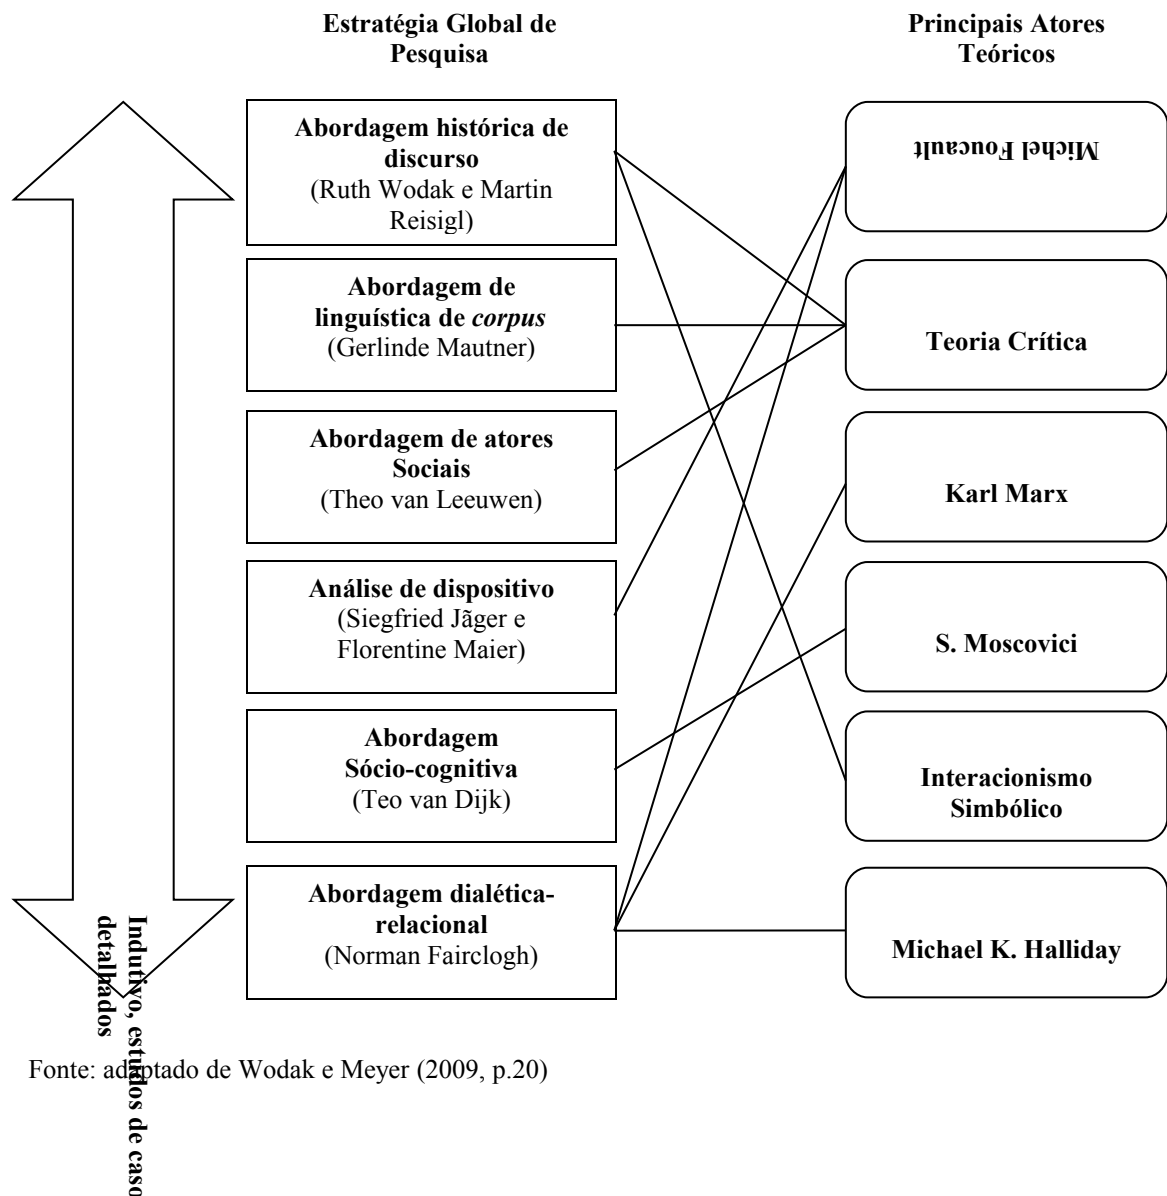 Estratégia Global de
Pesquisa
Principais Atores
Teóricos
Abordagem histórica de
discurso
(Ruth Wodak e Martin
Reisigl)
Michel Foucault
Abordagem de
linguística de corpus
(Gerlinde Mautner)
Teoria Crítica
Abordagem de atores
Sociais
(Theo van Leeuwen)
Karl Marx
Análise de dispositivo
(Siegfried Jãger e
Florentine Maier)
S. Moscovici
Abordagem
Sócio-cognitiva
(Teo van Dijk)
Interacionismo
Simbólico
Abordagem dialética-
relacional
(Norman Fairclogh)
Michael K. Halliday
Indutivo, estudos de caso
detalhados
Fonte: adaptado de Wodak e Meyer (2009, p.20)